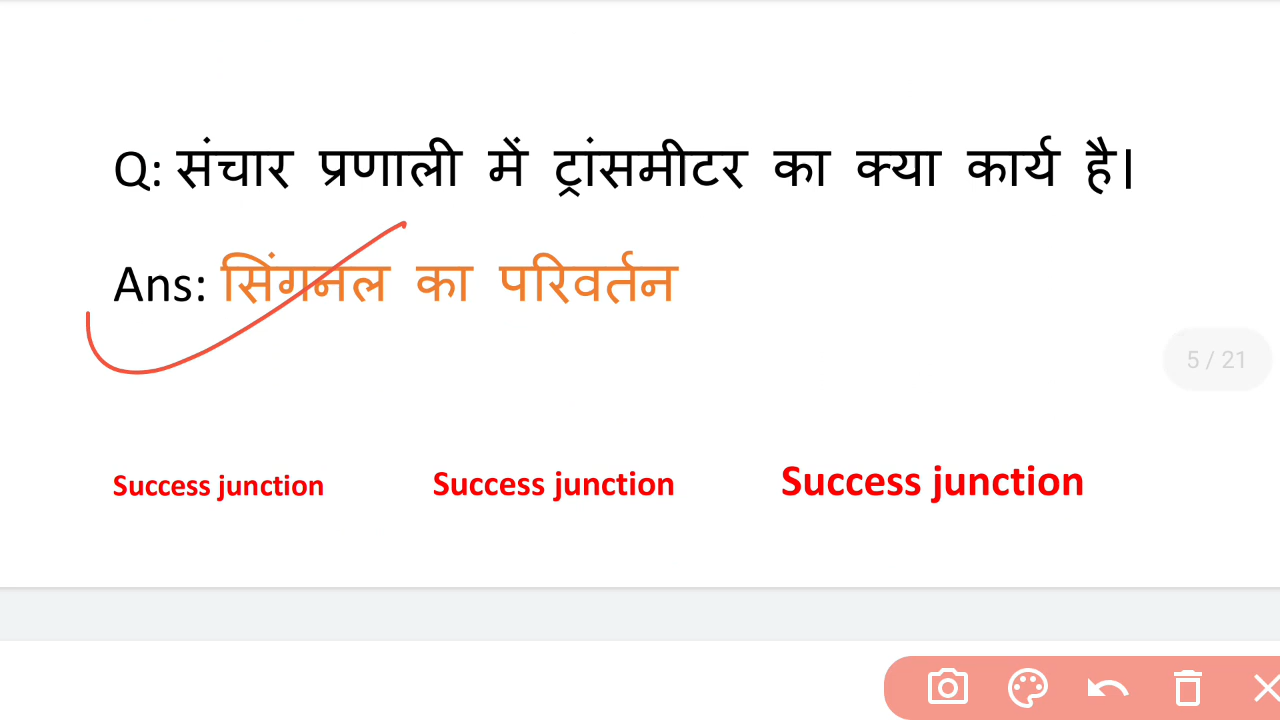 Q: संचार प्रणाली में ट्रांसमीटर का क्या कार्य है।
Ans: सिंगनल का परिवर्तन
5 / 21
Success junction Success junction Success junction